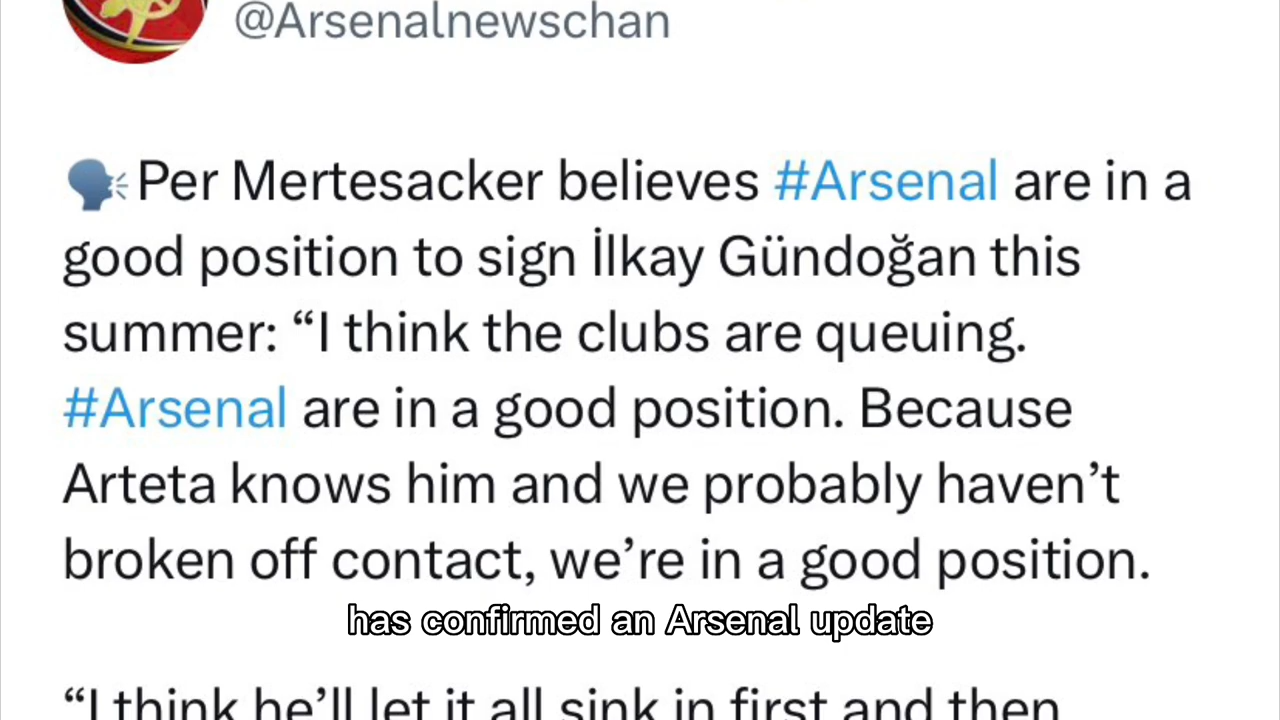 @Arsenalnewschan
Per Mertesacker believes #Arsenal are in a
good position to sign İlkay Gündoğan this
summer: “I think the clubs are queuing.
#Arsenal are in a good position. Because
Arteta knows him and we probably haven’t
broken off contact, we’re in a good position.
has confirmed an Arsenal update
“I think he’ll let it all sink in first and then